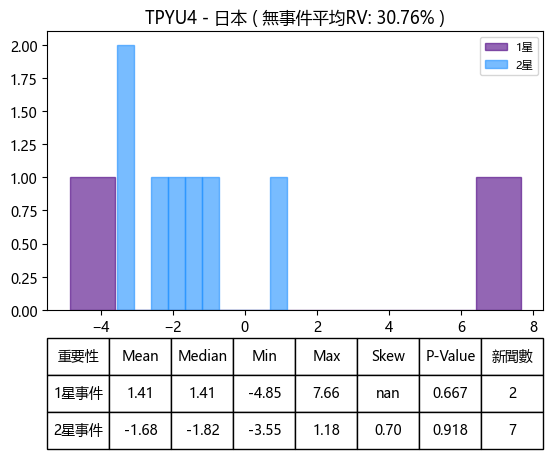 TPYU4 - 日本 ( 無事件平均RV: 30.76% )
1星
2星
2.00
1.75
1.50
1.25
1.00
0.75
0.50
0.25
0.00
−4 −2 0 2 4 6 8
重要性 Mean Median Min Max Skew P-Value 新聞數
1星事件 1.41 1.41 -4.85 7.66 nan 0.667 2
2星事件 -1.68 -1.82 -3.55 1.18 0.70 0.918 7